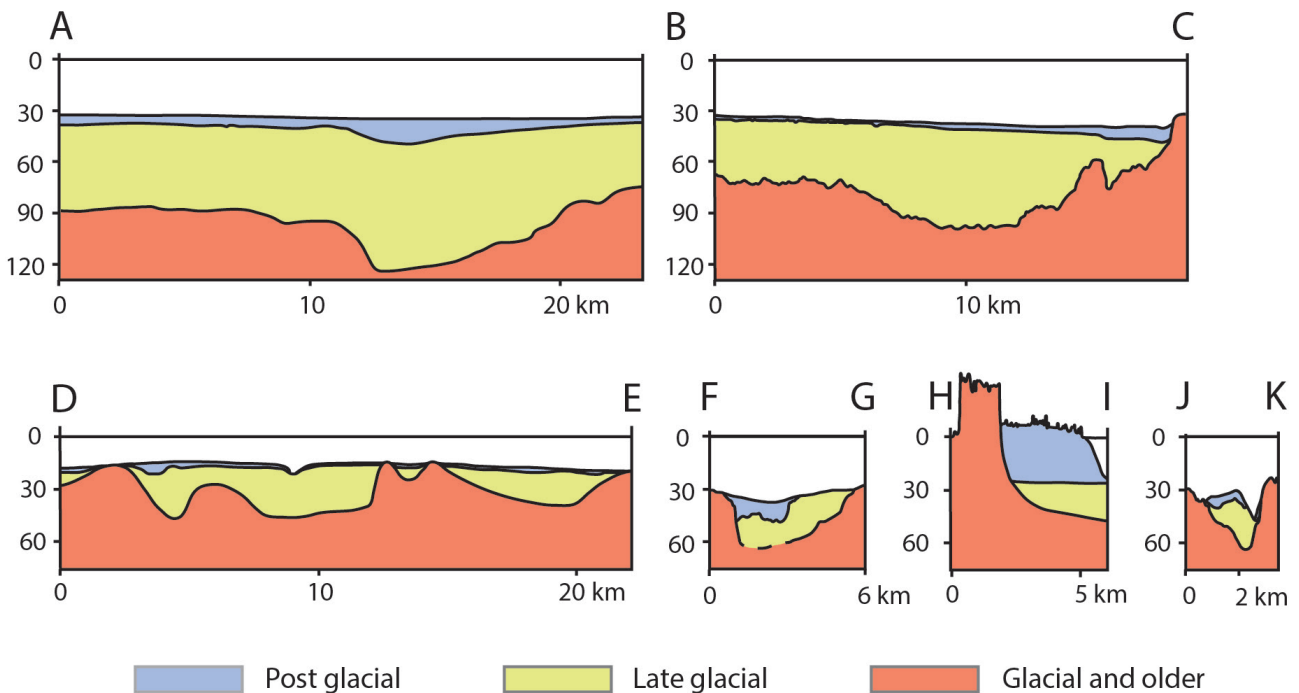 A B C
0 0
30 30
60 60
90 90
120 120
0 10 20 km 0 10 km
D E F G H I J K
0 0 0 0
30 30 30 30
60 60 60 60
0 10 20 km 0 6 km 0 5 km 0 2 km
Post glacial Late glacial Glacial and older